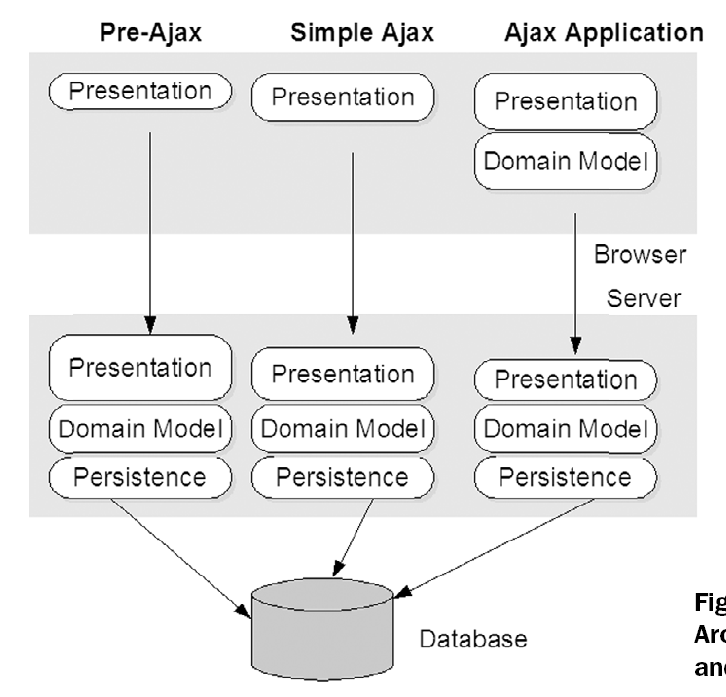 Pre-Ajax Simple Ajax Ajax Application
Presentation Presentation Presentation
Domain Model
Browser
Server
Presentation Presentation Presentation
Domain Model Domain Model Domain Model
Persistence Persistence Persistence
Database